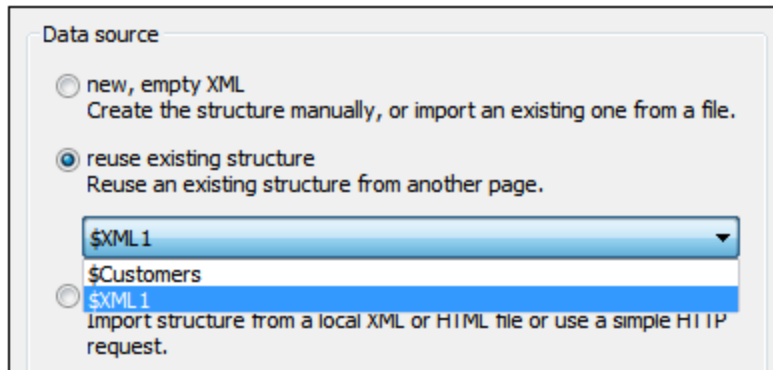 Data source
new, empty XML
Create the structure manually, or import an existing one from a file.
reuse existing structure
Reuse an existing structure from another page.
$XML1
$Customers
$XML1
Import structure from a local XML or HTML file or use a simple HTTP
request.